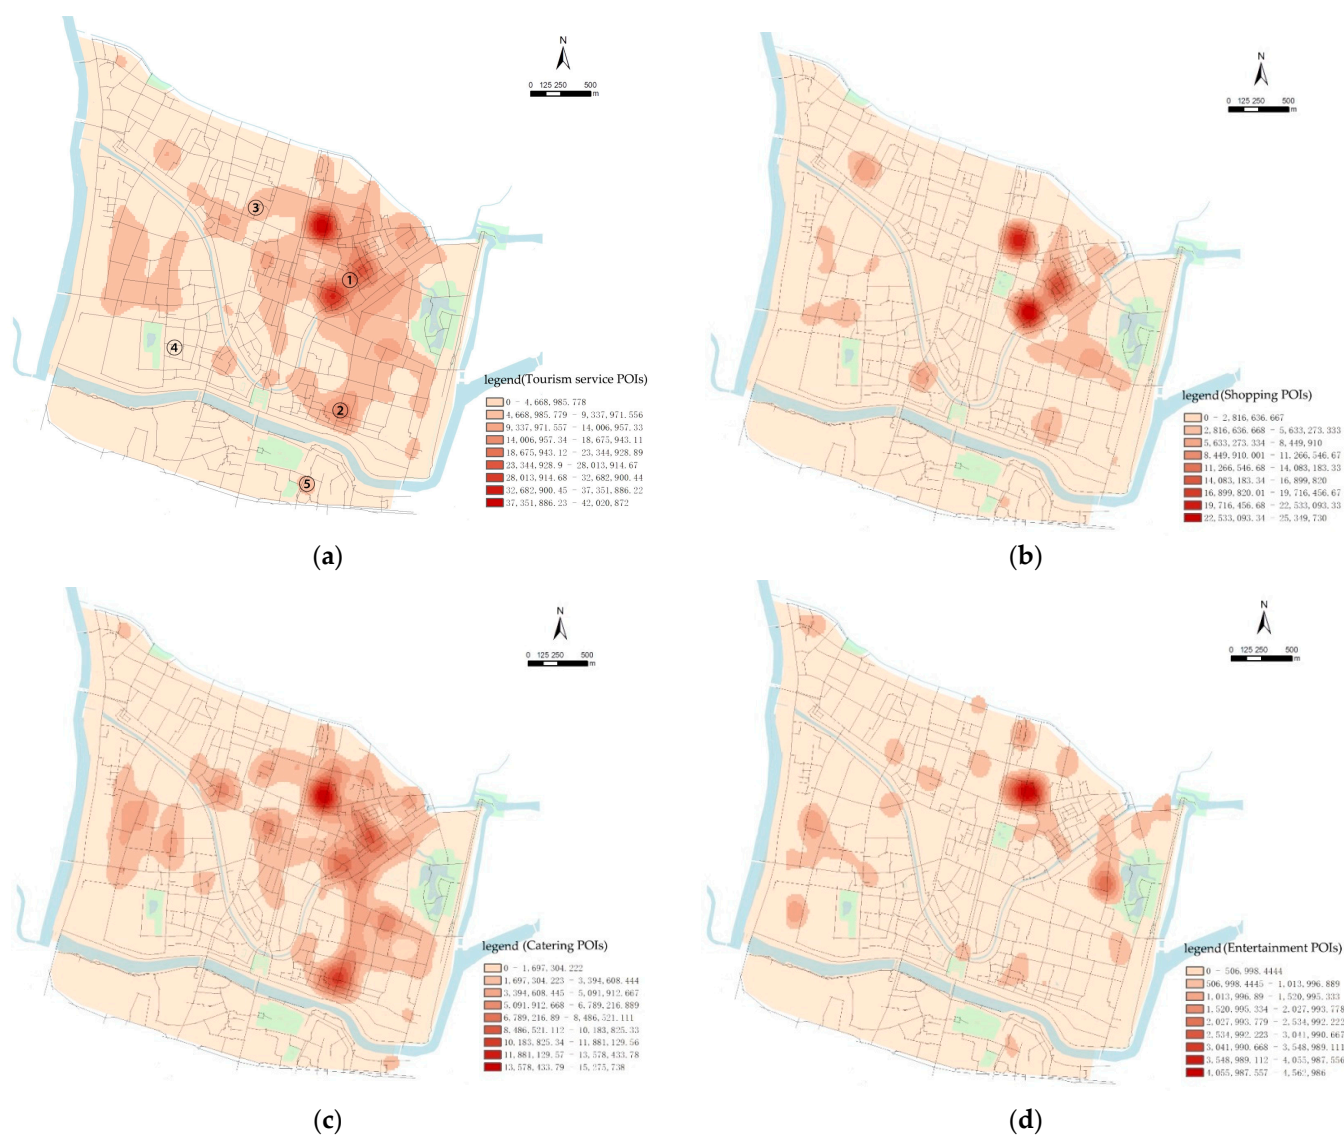 N
0 125 250 500
m
③
①
④
②
⑤
legend(Tourism service POIs)
0 - 4,668,985.778
4,668,985.779 - 9,337,971.556
9,337,971.557 - 14,006,957.33
14,006,957.34 - 18,675,943.11
18,675,943.12 - 23,344,928.89
23,344,928.9 - 28,013,914.67
28,013,914.68 - 32,682,900.44
32,682,900.45 - 37,351,886.22
37,351,886.23 - 42,020,872
(a)
N
0 125 250 500
m
legend(Shopping POIs)
0 - 2,816,636.667
2,816,636.668 - 5,633,273.333
5,633,273.334 - 8,449,910
8,449,910.001 - 11,266,546.67
11,266,546.68 - 14,083,183.33
14,083,183.34 - 16,899,820
16,899,820.01 - 19,716,456.67
19,716,456.68 - 22,533,093.33
22,533,093.34 - 25,349,730
(b)
N
0 125 250 500
m
legend (Catering POIs)
0 - 1,697,304.222
1,697,304.223 - 3,394,608.444
3,394,608.445 - 5,091,912.667
5,091,912.668 - 6,789,216.889
6,789,216.89 - 8,486,521.111
8,486,521.112 - 10,183,825.33
10,183,825.34 - 11,881,129.56
11,881,129.57 - 13,578,433.78
13,578,433.79 - 15,275,738
(c)
N
0 125 250 500
m
legend(Entertainment POIs)
0 - 506,998.4444
506,998.4445 - 1,013,996.889
1,013,996.89 - 1,520,995.333
1,520,995.334 - 2,027,993.778
2,027,993.779 - 2,534,992.222
2,534,992.223 - 3,041,990.667
3,041,990.668 - 3,548,989.111
3,548,989.112 - 4,055,987.556
4,055,987.557 - 4,562,986
(d)